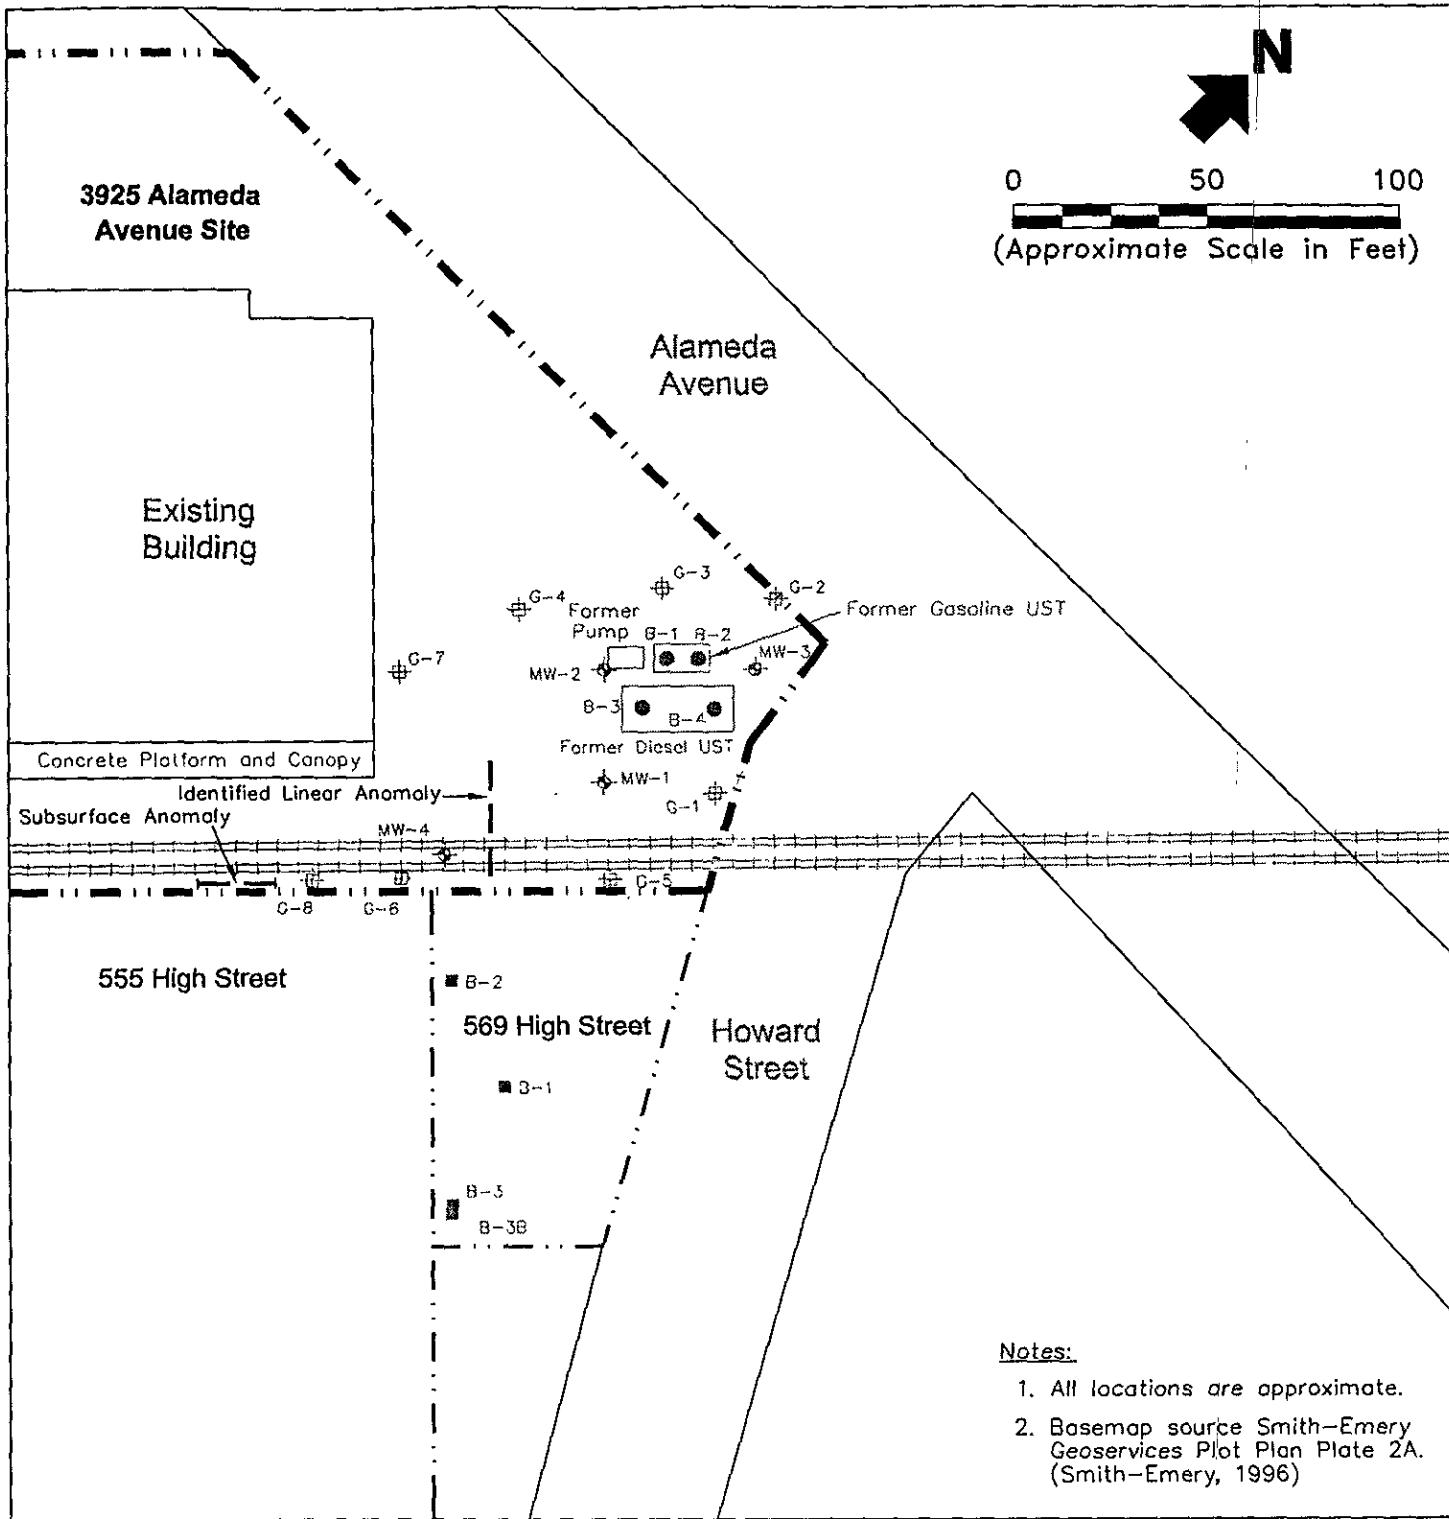 N
0 50 100
(Approximate Scale in Feet)
3925 Alameda
Avenue Site
Alameda
Avenue
Existing
Building
G-3
G-2
G-4
Former
Pump
B-1 B-2
Former Gasoline UST
G-7
MW-2
MW-3
B-3
B-4
Former Diesel UST
Concrete Platform and Canopy
MW-1
Identified Linear Anomaly
G-1
Subsurface Anomaly
MW-4
G-5
G-8 G-6
555 High Street
B-2
569 High Street
Howard
Street
B-1
B-3
B-3B
Notes:
1. All locations are approximate.
2. Basemap source Smith-Emery
Geoservices Plot Plan Plate 2A.
(Smith-Emery, 1996)